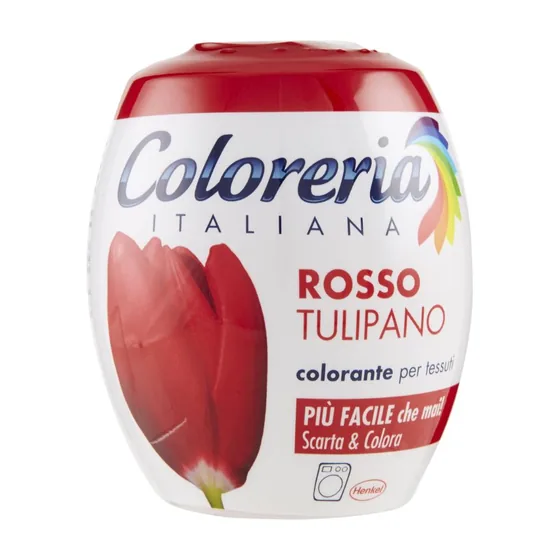 Coloreria
ITALIANA
ROSSO
TULIPANO
colorante per tessuti
PIÙ FACILE che mai!
Scarta & Colora
Henkel